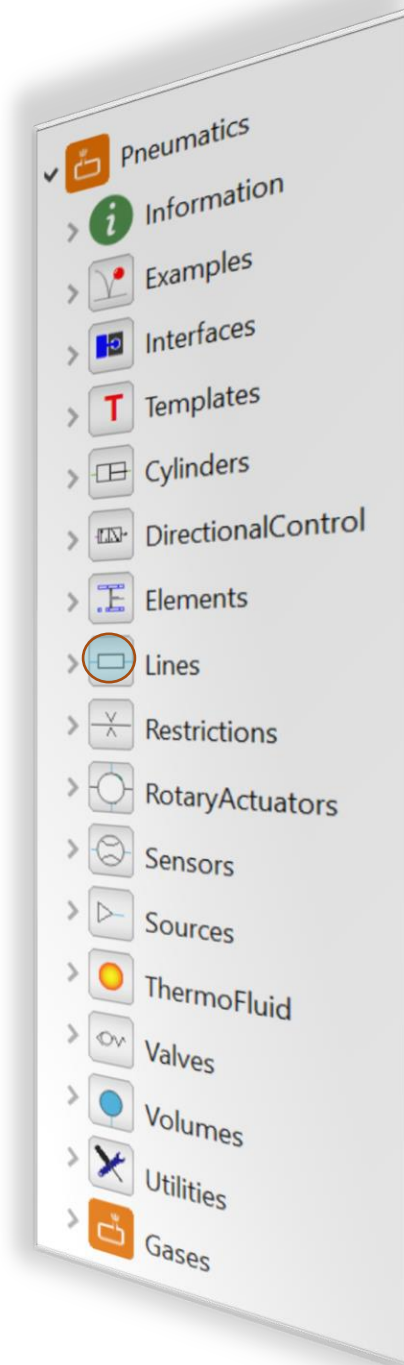 Pneumatics
Information
Examples
Interfaces
T Templates
Cylinders
DirectionalControl
Elements
Lines
Restrictions
RotaryActuators
Sensors
Sources
ThermoFluid
Valves
Volumes
Utilities
Gases